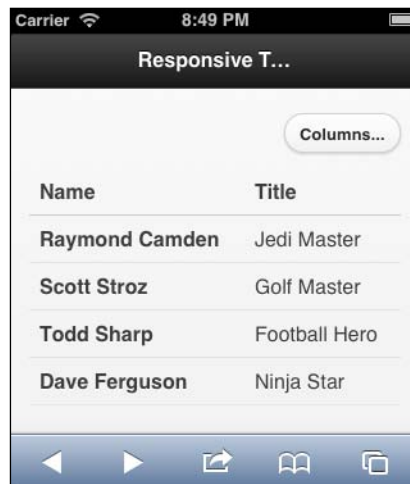 Carrier 8:49 PM
Responsive T...
Columns...
Name Title
Raymond Camden Jedi Master
Scott Stroz Golf Master
Todd Sharp Football Hero
Dave Ferguson Ninja Star